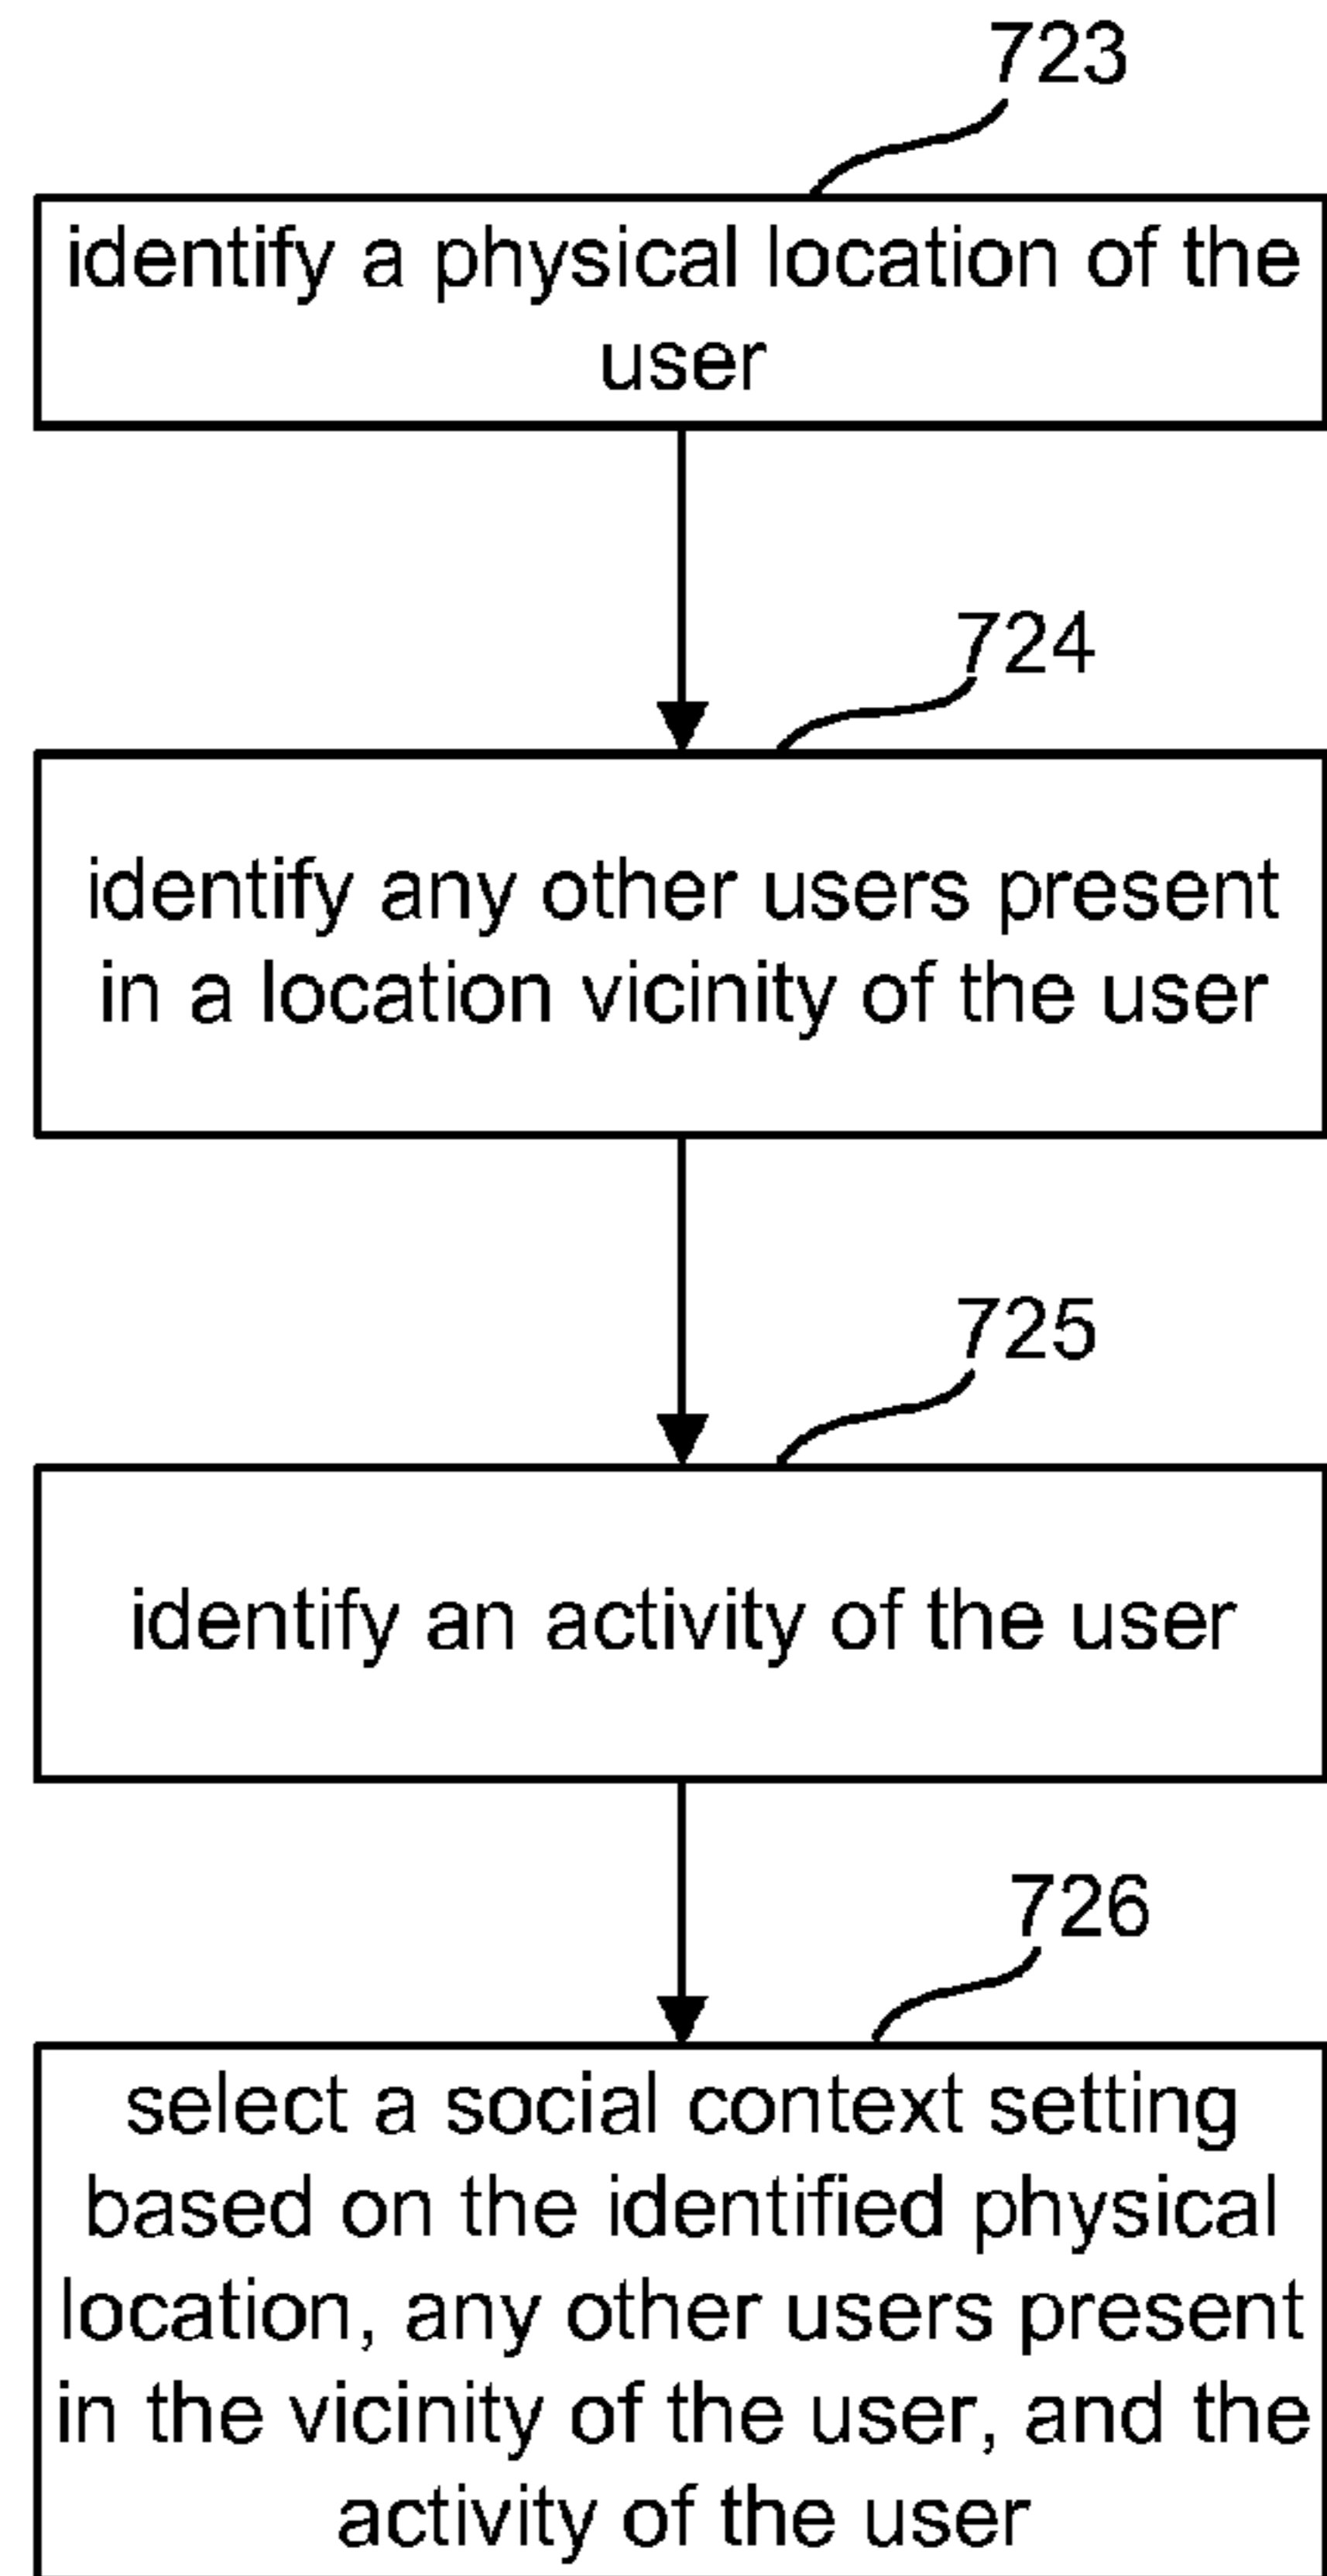 723
identify a physical location of the
user
724
identify any other users present
in a location vicinity of the user
725
identify an activity of the user
726
select a social context setting
based on the identified physical
location, any other users present
in the vicinity of the user, and the
activity of the user